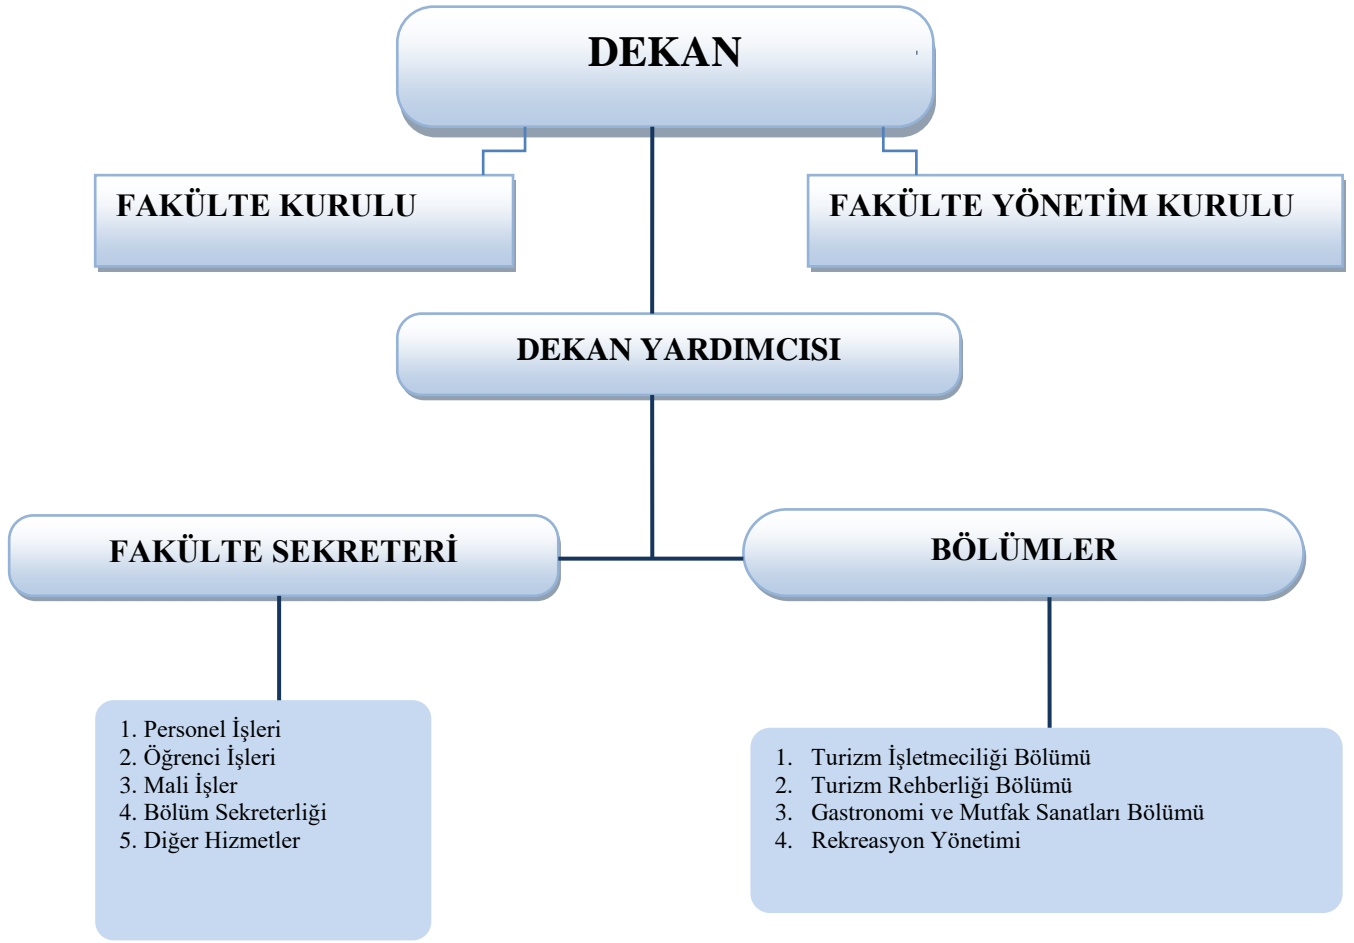 DEKAN
FAKÜLTE KURULU
FAKÜLTE YÖNETİM KURULU
DEKAN YARDIMCISI
FAKÜLTE SEKRETERİ
BÖLÜMLER
1. Personel İşleri
2. Öğrenci İşleri
3. Mali İşler
4. Bölüm Sekreterliği
5. Diğer Hizmetler
1. Turizm İşletmeciliği Bölümü
2. Turizm Rehberliği Bölümü
3. Gastronomi ve Mutfak Sanatları Bölümü
4. Rekreasyon Yönetimi